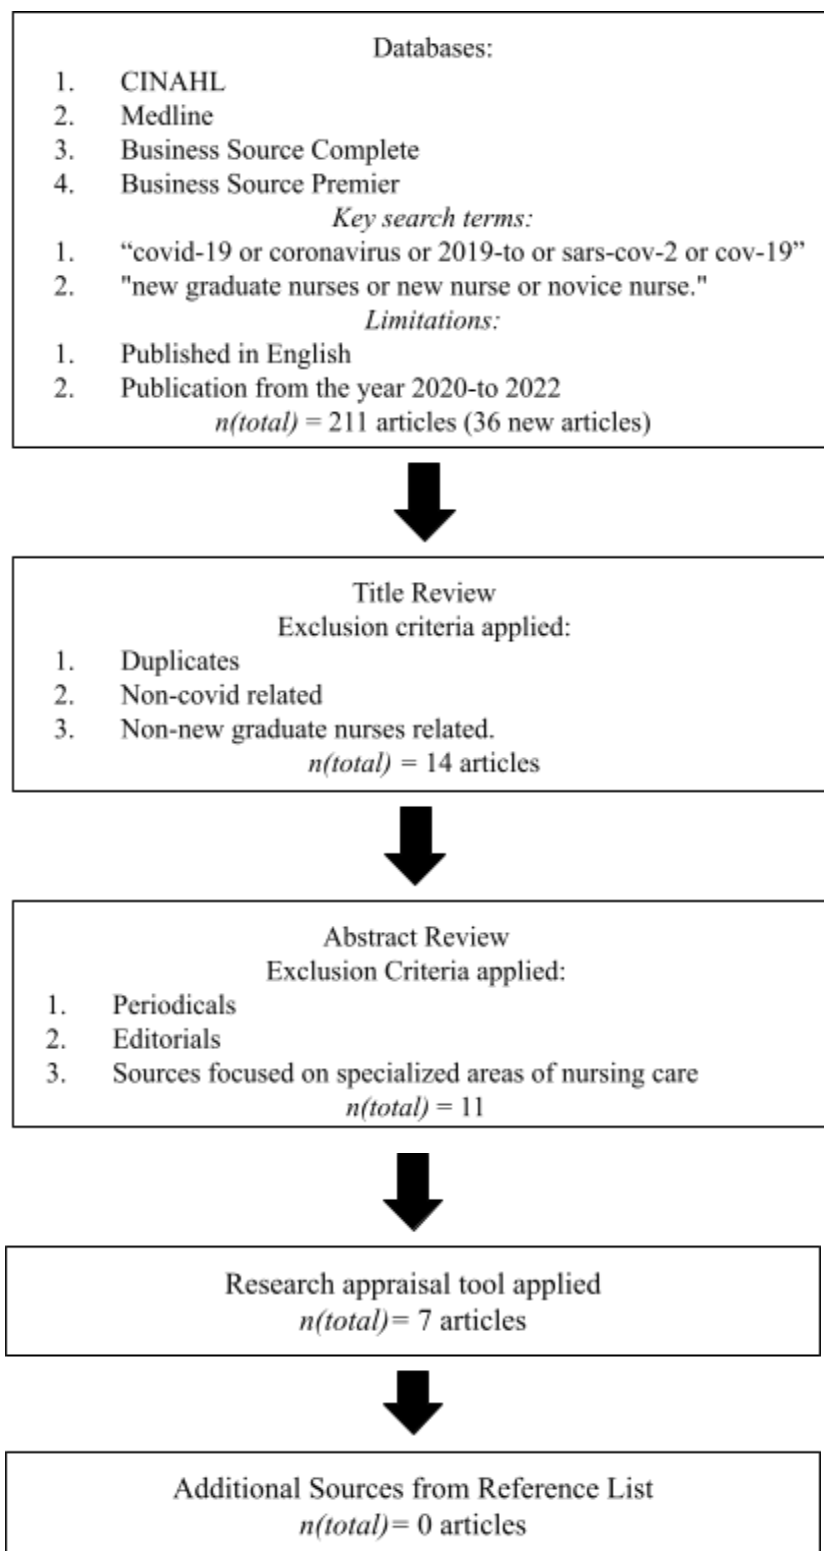 Databases:
1. CINAHL
2. Medline
3. Business Source Complete
4. Business Source Premier
Key search terms:
1. “covid-19 or coronavirus or 2019-to or sars-cov-2 or cov-19”
2. "new graduate nurses or new nurse or novice nurse."
Limitations:
1. Published in English
2. Publication from the year 2020-to 2022
n(total) = 211 articles (36 new articles)
Title Review
Exclusion criteria applied:
1. Duplicates
2. Non-covid related
3. Non-new graduate nurses related.
n(total) = 14 articles
Abstract Review
Exclusion Criteria applied:
1. Periodicals
2. Editorials
3. Sources focused on specialized areas of nursing care
n(total) = 11
Research appraisal tool applied
n(total)= 7 articles
Additional Sources from Reference List
n(total)= 0 articles